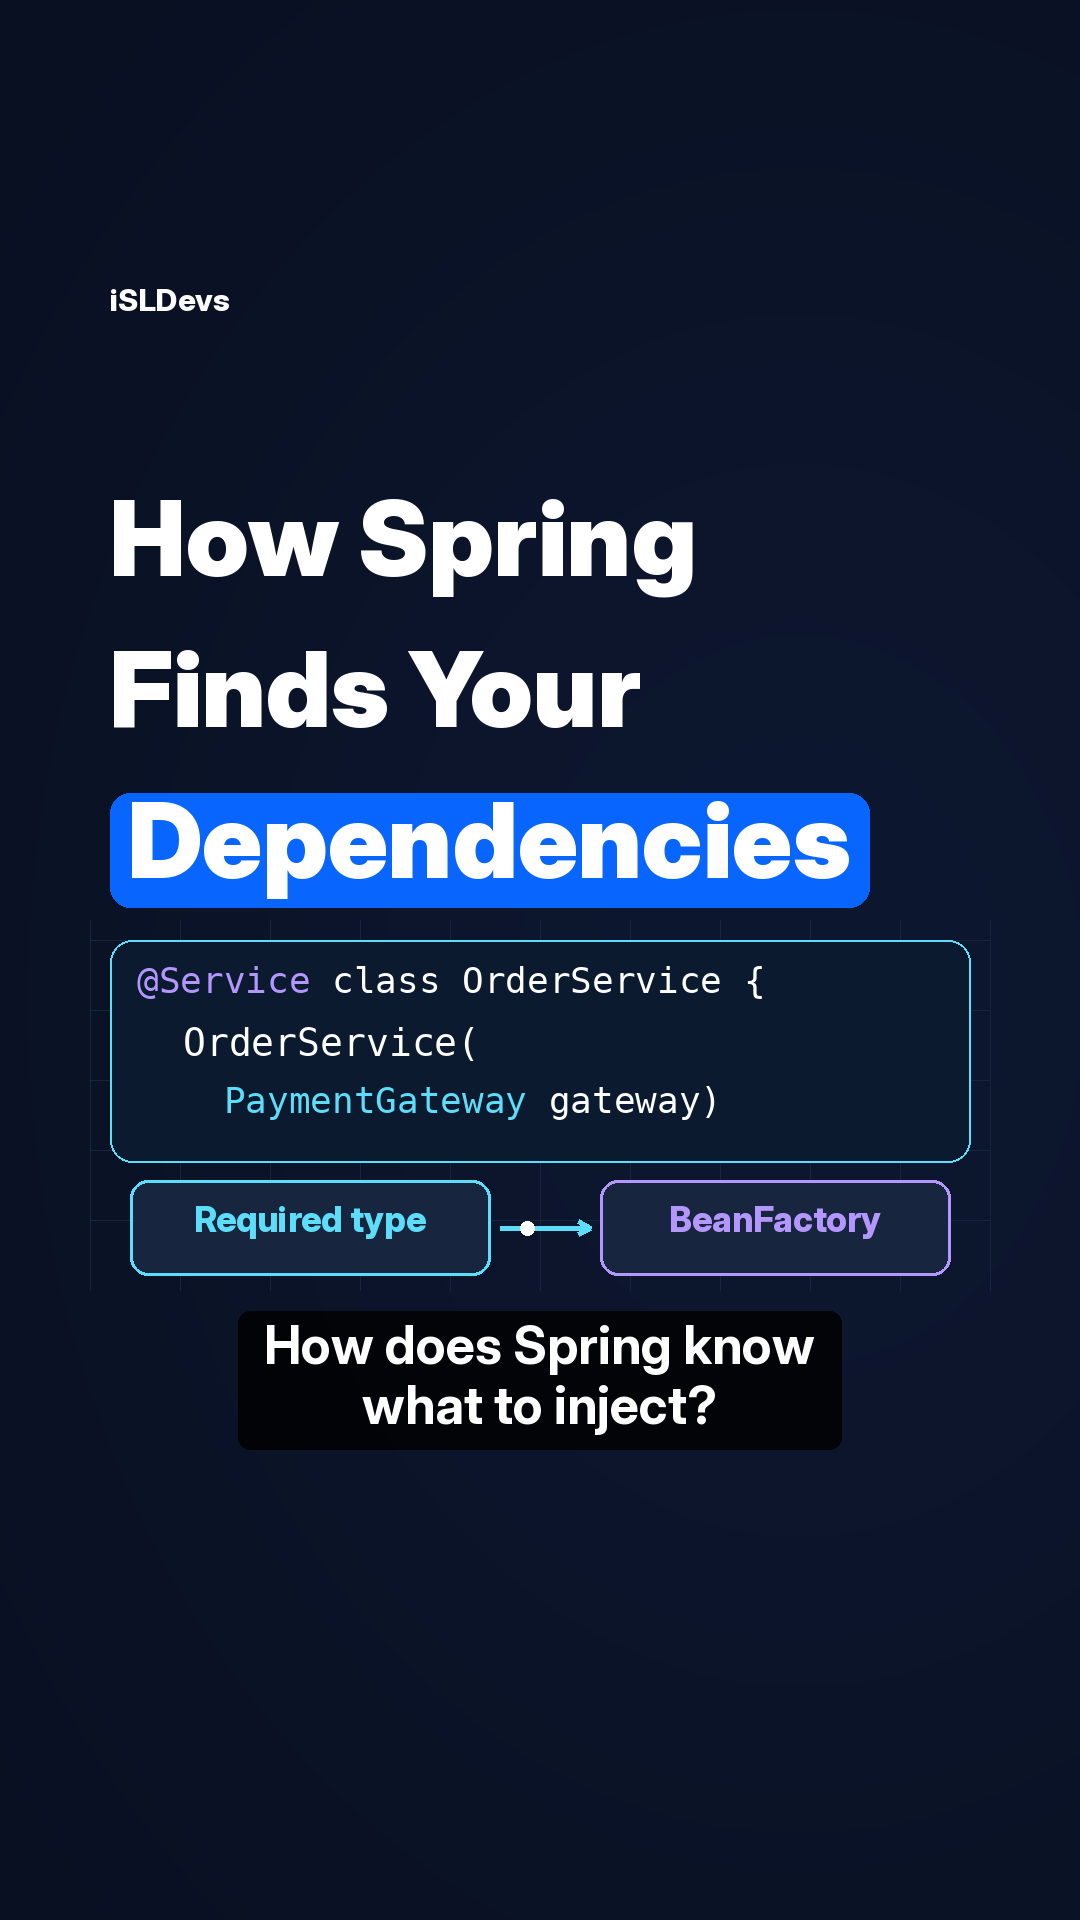 iSLDevs
How Spring
Finds Your
Dependencies
@Service class OrderService {
OrderService(
PaymentGateway gateway)
Required type
BeanFactory
How does Spring know
what to inject?